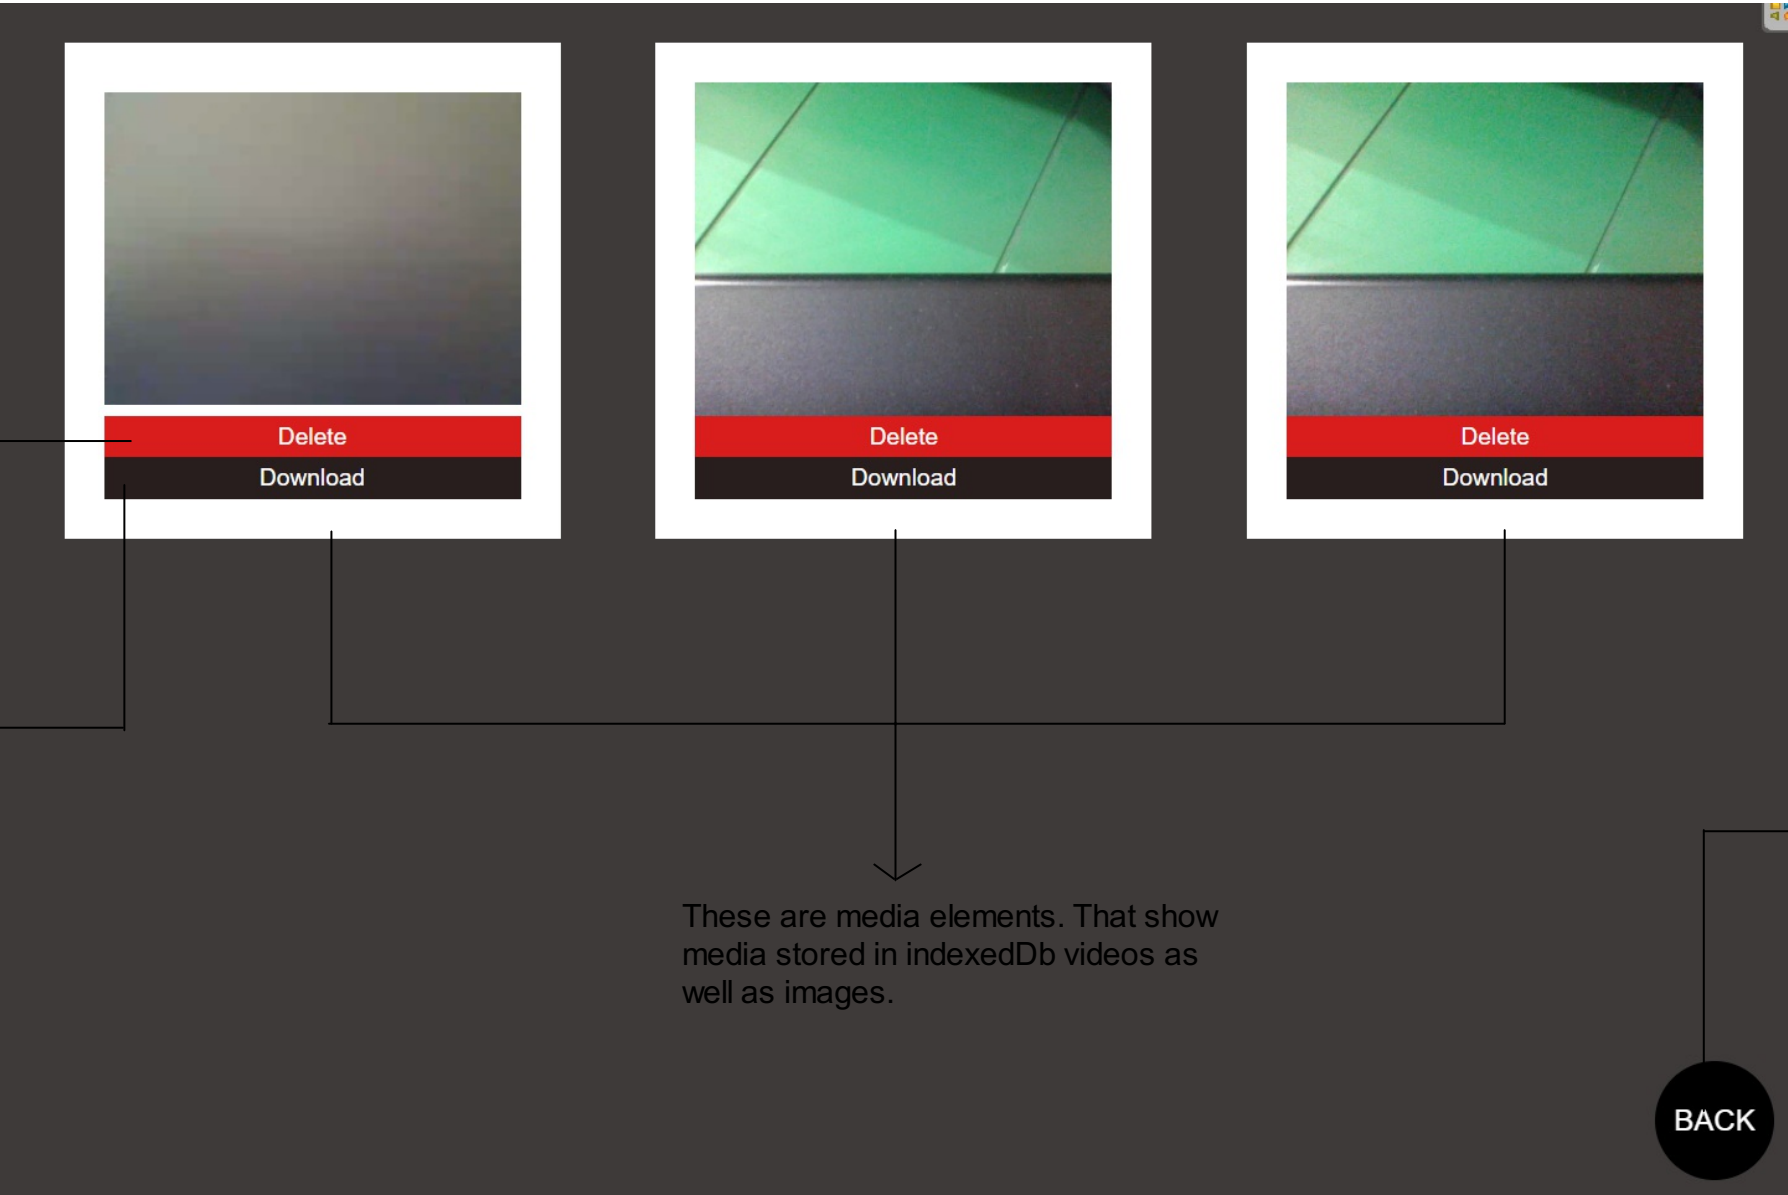 Delete
Download
Delete
Download
Delete
Download
These are media elements. That show
media stored in indexedDb videos as
well as images.
BACK